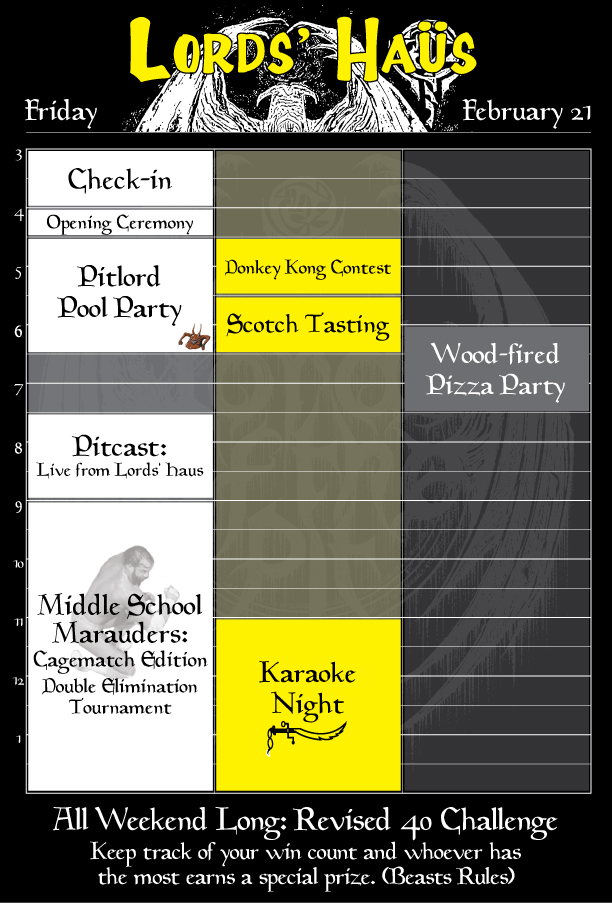 Lords' Haüs
Friday
February 21
3
Check-in
4
Opening Ceremony
5
Pitlord
Pool Party
Donkey Kong Contest
Scotch Tasting
6
Wood-fired
Pizza Party
7
8
Pitcast:
Live from Lords' Haus
9
10
Middle School
Marauders:
Cagematch Edition
Double Elimination
Tournament
11
12
1
Karaoke
Night
All Weekend Long: Revised 40 Challenge
Keep track of your win count and whoever has
the most earns a special prize. (Beasts Rules)